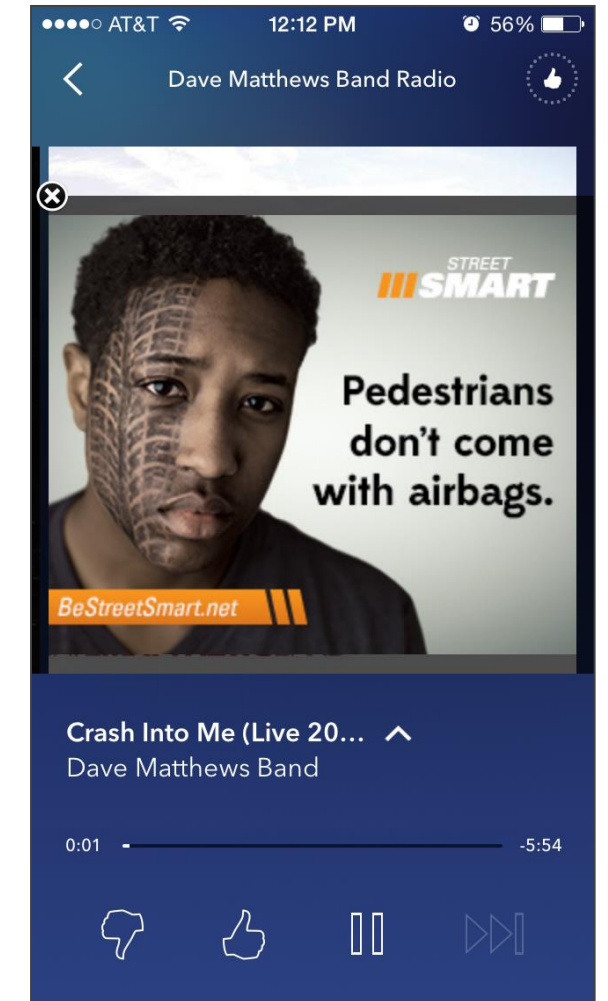 AT&T 12:12 PM 56%
Dave Matthews Band Radio
STREET
SMART
Pedestrians
don't come
with airbags.
BeStreetSmart.net
Crash Into Me (Live 20...
Dave Matthews Band
0:01 -5:54